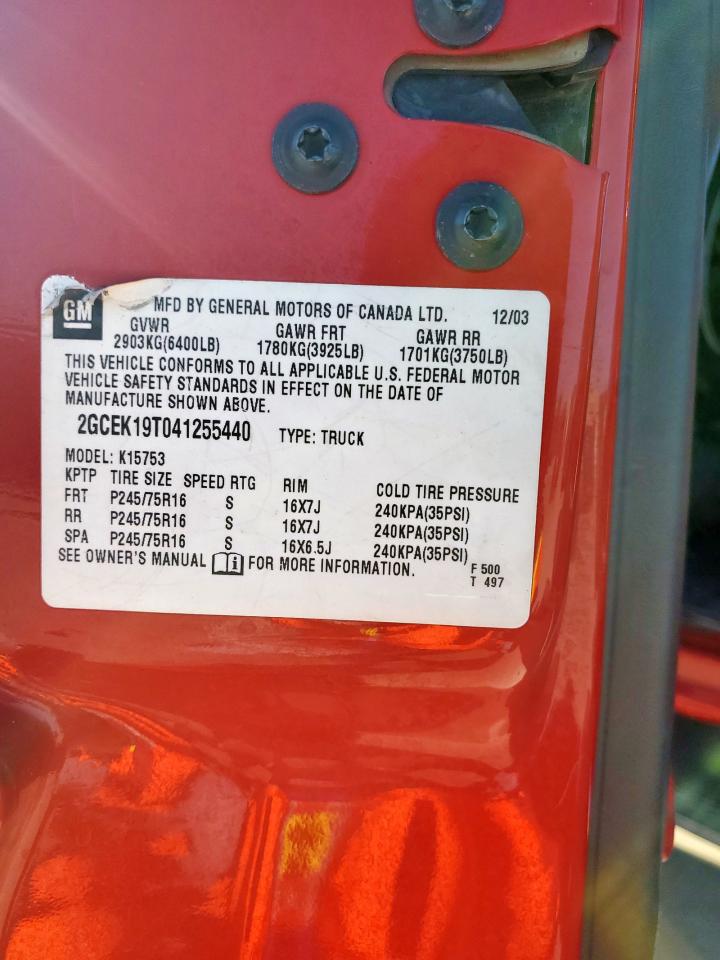 GM MFD BY GENERAL MOTORS OF CANADA LTD. 12/03
GVWR GAWR FRT GAWR RR
2903KG(6400LB) 1780KG(3925LB) 1701KG(3750LB)
THIS VEHICLE CONFORMS TO ALL APPLICABLE U.S. FEDERAL MOTOR
VEHICLE SAFETY STANDARDS IN EFFECT ON THE DATE OF
MANUFACTURE SHOWN ABOVE.
2GCEK19T041255440 TYPE: TRUCK
MODEL: K15753
KPTP TIRE SIZE SPEED RTG RIM COLD TIRE PRESSURE
FRT P245/75R16 S 16X7J 240KPA(35PSI)
RR P245/75R16 S 16X7J 240KPA(35PSI)
SPA P245/75R16 S 16X6.5J 240KPA(35PSI)
SEE OWNER'S MANUAL i FOR MORE INFORMATION. F 500
T 497